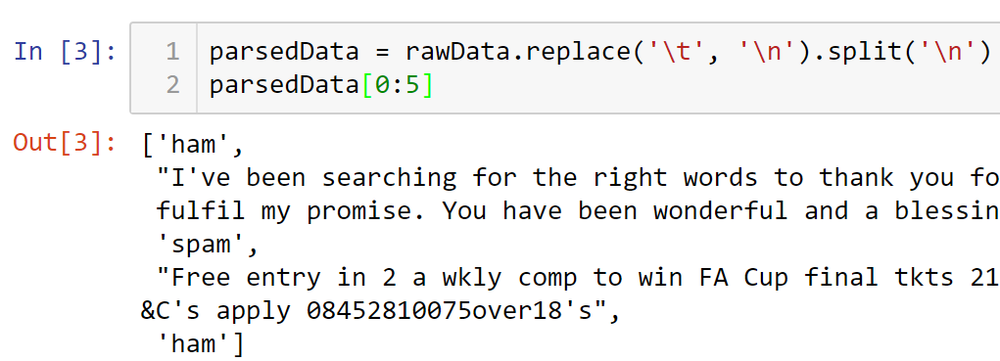 In [3]: 1 parsedData = rawData.replace('\t', '\n').split('\n')
2 parsedData[0:5]
Out[3]: ['ham',
"I've been searching for the right words to thank you fo
fulfil my promise. You have been wonderful and a blessin
'spam',
"Free entry in 2 a wkly comp to win FA Cup final tkts 21
&C's apply 08452810075over18's",
'ham']